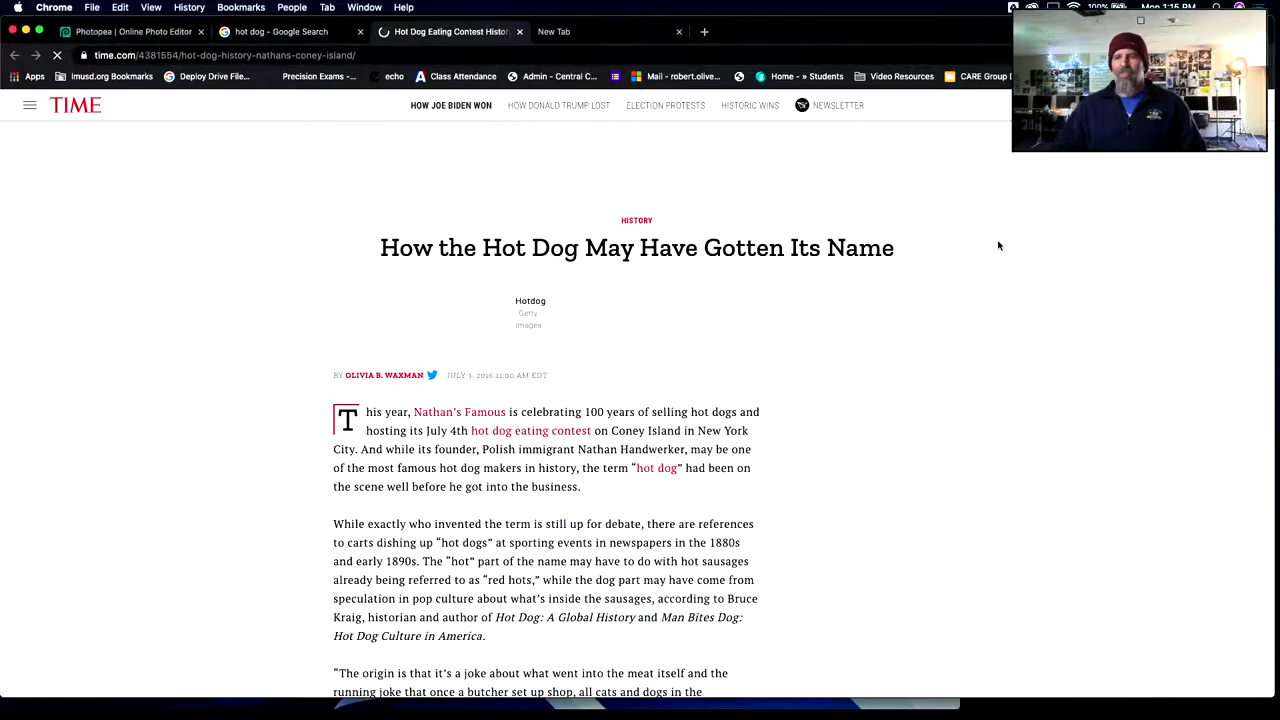 Chrome File Edit View History Bookmarks People Tab Window Help 100% Mon 1:15 PM
Photopea | Online Photo Editor hot dog - Google Search Hot Dog Eating Contest Histo New Tab
time.com/4381554/hot-dog-history-nathans-coney-island/
Apps lmusd.org Bookmarks Deploy Drive File... Precision Exams... echo Class Attendance Admin - Central C... Mail - robert.olive... Home - » Students Video Resources CARE Group
TIME HOW JOE BIDEN WON HOW DONALD TRUMP LOST ELECTION PROTESTS HISTORIC WINS NEWSLETTER
HISTORY
How the Hot Dog May Have Gotten Its Name
Hotdog
Getty
Images
BY OLIVIA B. WAXMAN JULY 3, 2016 11:00 AM EDT
This year, Nathan's Famous is celebrating 100 years of selling hot dogs and
hosting its July 4th hot dog eating contest on Coney Island in New York
City. And while its founder, Polish immigrant Nathan Handwerker, may be one
of the most famous hot dog makers in history, the term “hot dog” had been on
the scene well before he got into the business.
While exactly who invented the term is still up for debate, there are references
to carts dishing up “hot dogs” at sporting events in newspapers in the 1880s
and early 1890s. The “hot” part of the name may have to do with hot sausages
already being referred to as “red hots,” while the dog part may have come from
speculation in pop culture about what's inside the sausages, according to Bruce
Kraig, historian and author of Hot Dog: A Global History and Man Bites Dog:
Hot Dog Culture in America.
“The origin is that it's a joke about what went into the meat itself and the
running joke that once a butcher set up shop, all cats and dogs in the